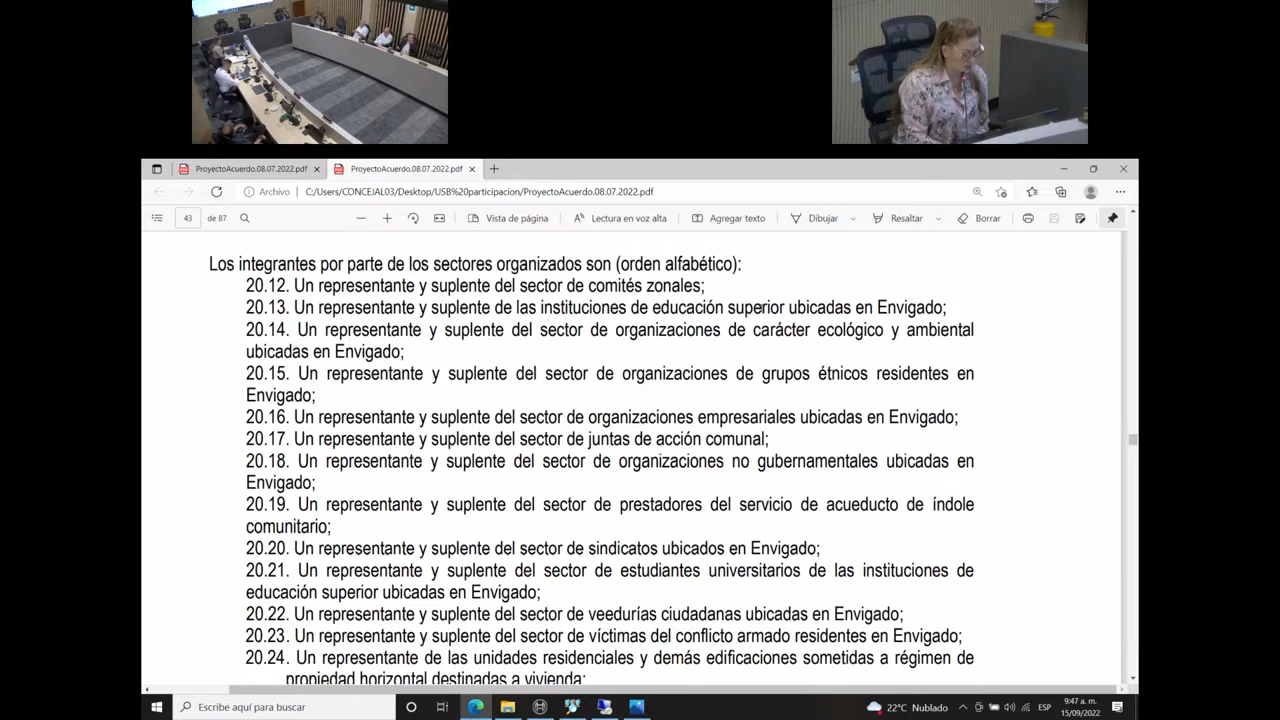 ProyectoAcuerdo.08.07.2022.pdf
ProyectoAcuerdo.08.07.2022.pdf
Archivo
C:/Users/CONCEJAL03/Desktop/USB%20participacion/ProyectoAcuerdo.08.07.2022.pdf
43 de 87
Vista de página
Lectura en voz alta
Agregar texto
Dibujar
Resaltar
Borrar
Los integrantes por parte de los sectores organizados son (orden alfabético):
20.12. Un representante y suplente del sector de comités zonales;
20.13. Un representante y suplente de las instituciones de educación superior ubicadas en Envigado;
20.14. Un representante y suplente del sector de organizaciones de carácter ecológico y ambiental
ubicadas en Envigado;
20.15. Un representante y suplente del sector de organizaciones de grupos étnicos residentes en
Envigado;
20.16. Un representante y suplente del sector de organizaciones empresariales ubicadas en Envigado;
20.17. Un representante y suplente del sector de juntas de acción comunal;
20.18. Un representante y suplente del sector de organizaciones no gubernamentales ubicadas en
Envigado;
20.19. Un representante y suplente del sector de prestadores del servicio de acueducto de índole
comunitario;
20.20. Un representante y suplente del sector de sindicatos ubicados en Envigado;
20.21. Un representante y suplente del sector de estudiantes universitarios de las instituciones de
educación superior ubicadas en Envigado;
20.22. Un representante y suplente del sector de veedurías ciudadanas ubicadas en Envigado;
20.23. Un representante y suplente del sector de víctimas del conflicto armado residentes en Envigado;
20.24. Un representante de las unidades residenciales y demás edificaciones sometidas a régimen de
propiedad horizontal destinadas a vivienda;
Escribe aquí para buscar
22°C Nublado
ESP
9:47 a. m.
15/09/2022